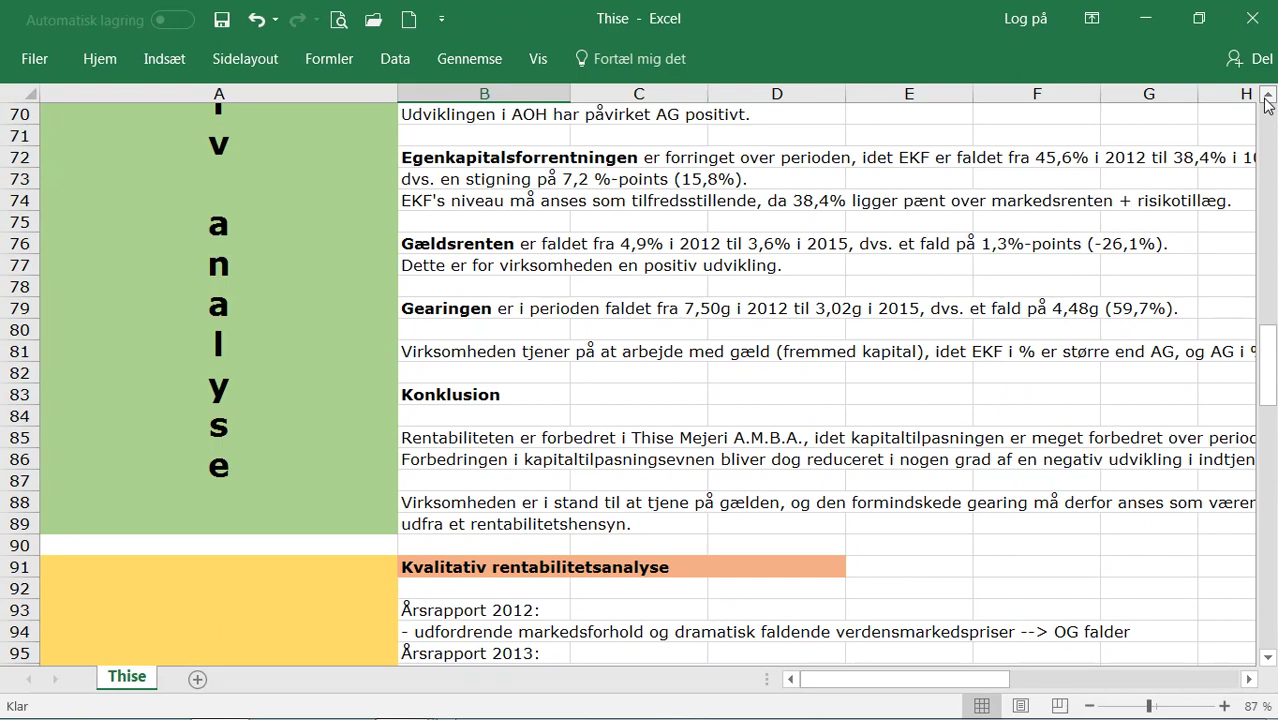 Automatisk lagring
Thise - Excel
Log på
Filer
Hjem
Indsæt
Sidelayout
Formler
Data
Gennemse
Vis
Fortæl mig det
Del
A B C D E F G H
70 Udviklingen i AOH har påvirket AG positivt.
71 v
72 Egenkapitalsforrentningen er forringet over perioden, idet EKF er faldet fra 45,6% i 2012 til 38,4% i
73 dvs. en stigning på 7,2 %-points (15,8%).
74 EKF's niveau må anses som tilfredsstillende, da 38,4% ligger pænt over markedsrenten + risikotillæg.
75 a
76 Gældsrenten er faldet fra 4,9% i 2012 til 3,6% i 2015, dvs. et fald på 1,3%-points (-26,1%).
77 n Dette er for virksomheden en positiv udvikling.
78
79 a Gearingen er i perioden faldet fra 7,50g i 2012 til 3,02g i 2015, dvs. et fald på 4,48g (59,7%).
80
81 l Virksomheden tjener på at arbejde med gæld (fremmed kapital), idet EKF i % er større end AG, og AG i %
82 y
83 Konklusion
84 s
85 Rentabiliteten er forbedret i Thise Mejeri A.M.B.A., idet kapitaltilpasningen er meget forbedret over period
86 e Forbedringen i kapitaltilpasningsevnen bliver dog reduceret i nogen grad af en negativ udvikling i indtjen
87
88 Virksomheden er i stand til at tjene på gælden, og den formindskede gearing må derfor anses som værer
89 udfra et rentabilitetshensyn.
90
91 Kvalitativ rentabilitetsanalyse
92
93 Årsrapport 2012:
94 - udfordrende markedsforhold og dramatisk faldende verdensmarkedspriser --> OG falder
95 Årsrapport 2013:
Thise
Klar
87 %